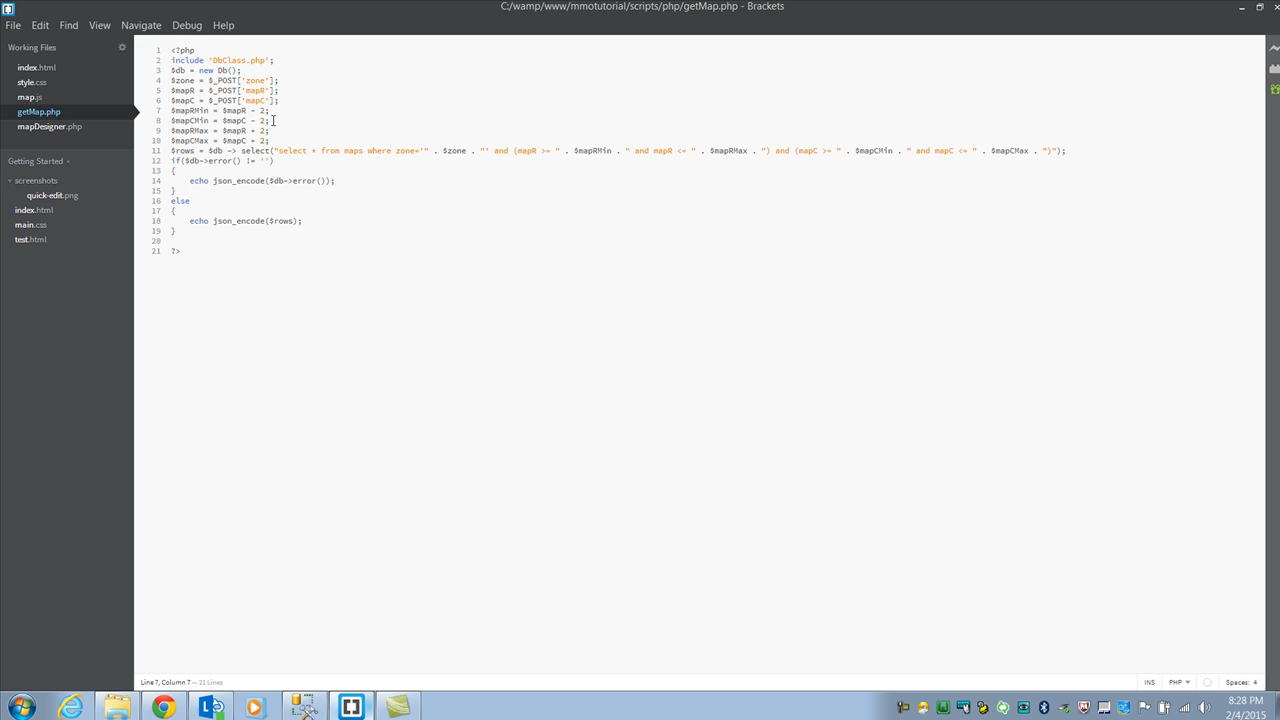 C:/wamp/www/mmotutorial/scripts/php/getMap.php - Brackets
File Edit Find View Navigate Debug Help
Working Files
index.html
style.css
map.js
getMap.php
mapDesigner.php
Getting Started
screenshots
quick-edit.png
index.html
main.css
test.html
1 <?php
2 include 'DbClass.php';
3 $db = new Db();
4 $zone = $_POST['zone'];
5 $mapR = $_POST['mapR'];
6 $mapC = $_POST['mapC'];
7 $mapRMin = $mapR - 2;
8 $mapCMin = $mapC - 2;
9 $mapRMax = $mapR + 2;
10 $mapCMax = $mapC + 2;
11 $rows = $db -> select("select * from maps where zone='" . $zone . "' and (mapR >= " . $mapRMin . " and mapR <= " . $mapRMax . ") and (mapC >= " . $mapCMin . " and mapC <= " . $mapCMax . ")");
12 if($db->error() != '')
13 {
14     echo json_encode($db->error());
15 }
16 else
17 {
18     echo json_encode($rows);
19 }
20
21 ?>
Line 7, Column 7 — 21 Lines
INS PHP Spaces: 4
8:28 PM
2/4/2015